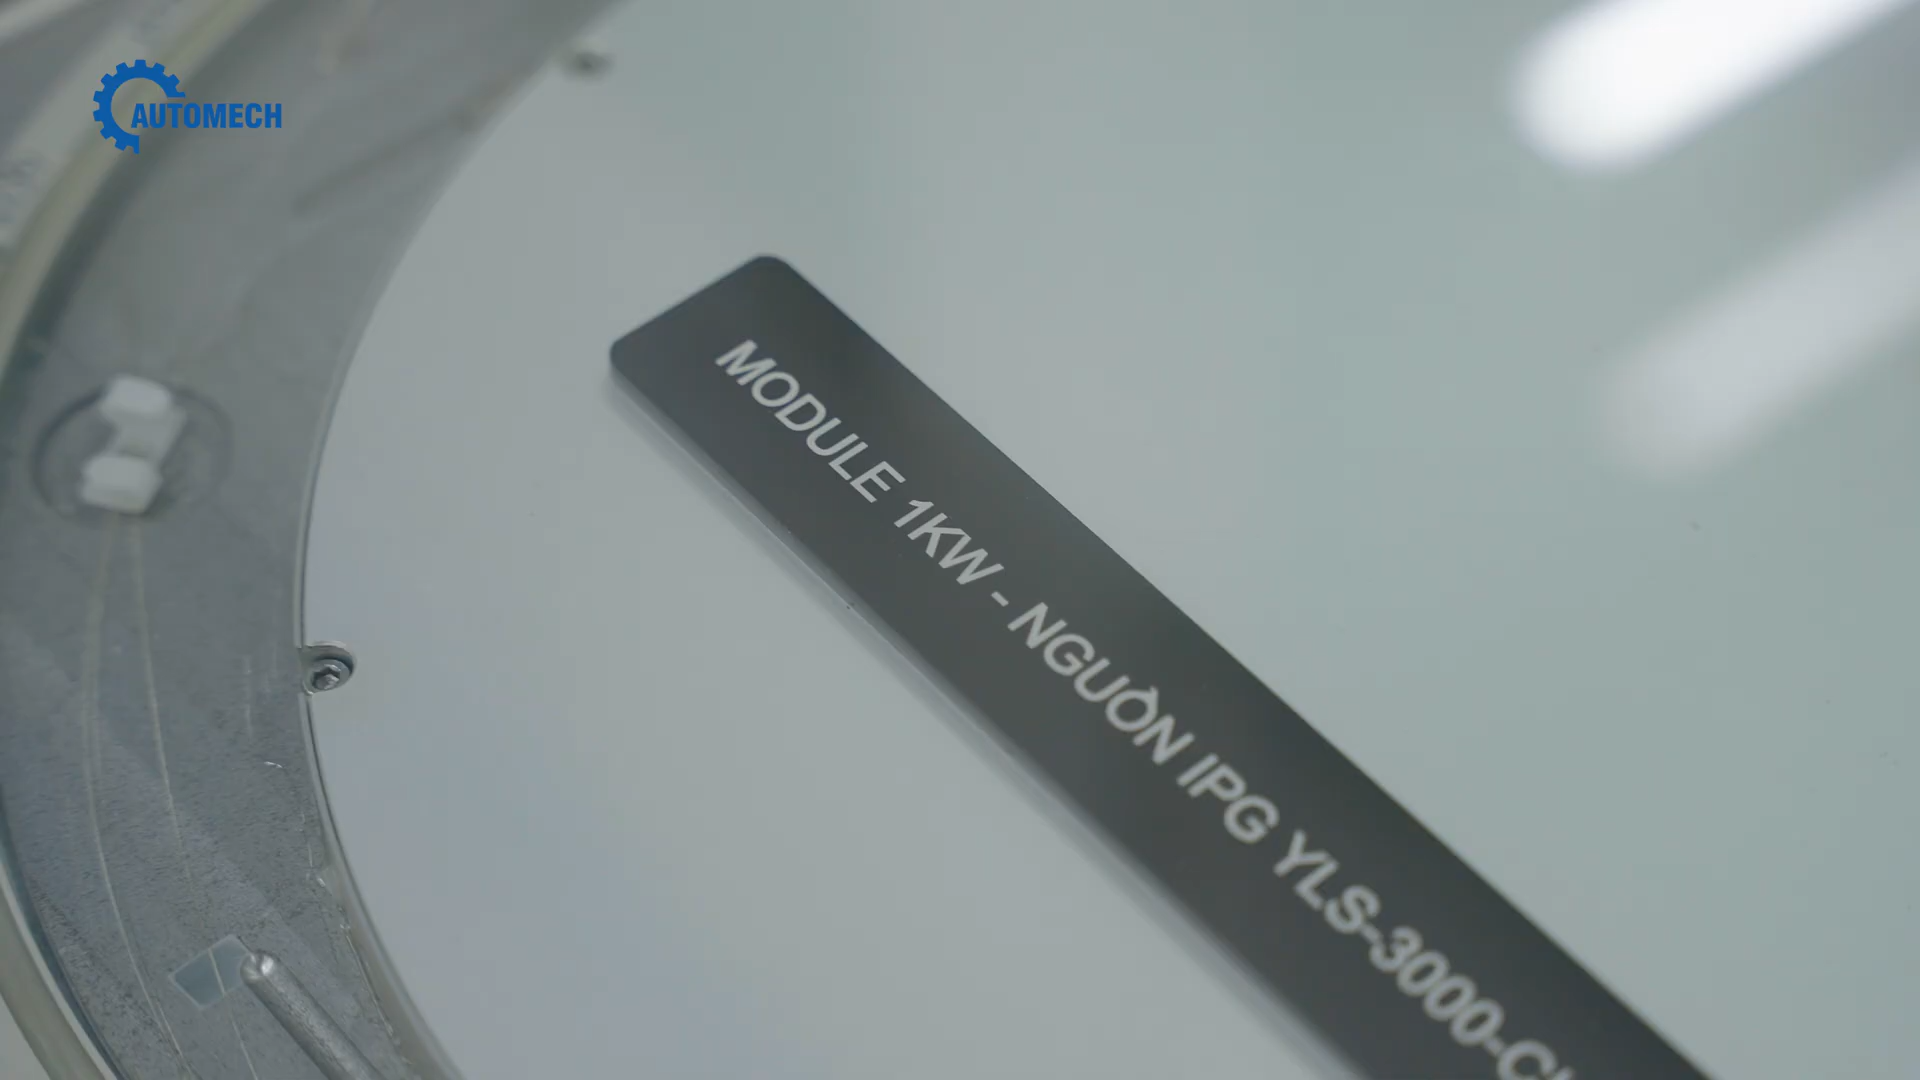 AUTOMECH
MODULE 1KW - NGUỒN IPG YLS-3000-